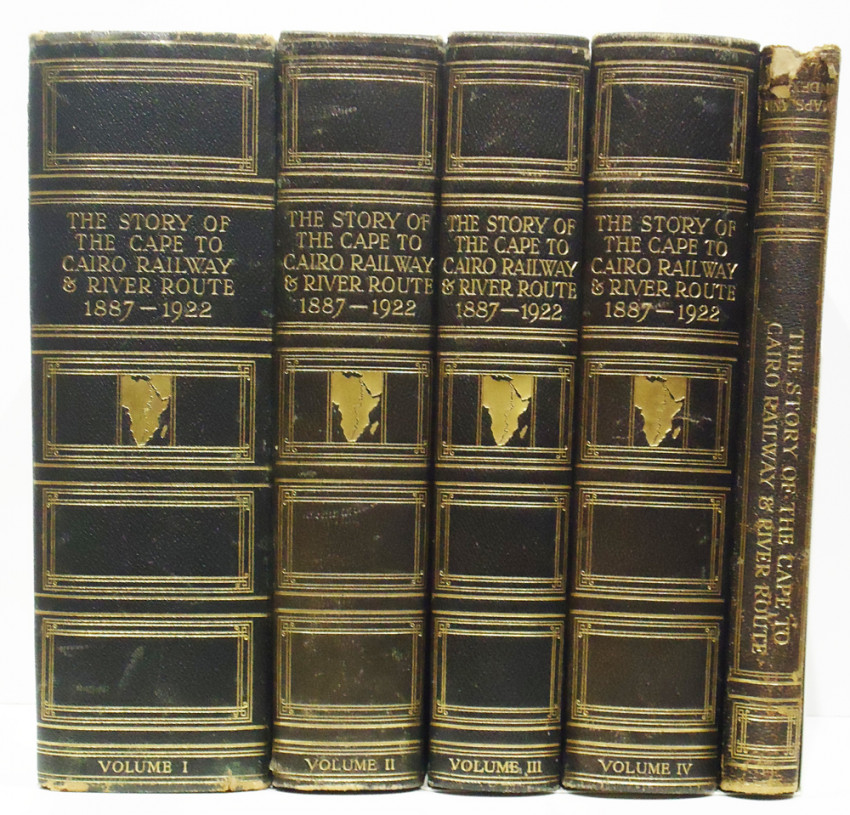 THE STORY OF
THE CAPE TO
CAIRO RAILWAY
& RIVER ROUTE
1887—1922
VOLUME I
THE STORY OF
THE CAPE TO
CAIRO RAILWAY
& RIVER ROUTE
1887—1922
VOLUME II
THE STORY OF
THE CAPE TO
CAIRO RAILWAY
& RIVER ROUTE
1887—1922
VOLUME III
THE STORY OF
THE CAPE TO
CAIRO RAILWAY
& RIVER ROUTE
1887—1922
VOLUME IV
MAPS AND
INDEX
THE STORY OF THE CAPE TO
CAIRO RAILWAY & RIVER ROUTE